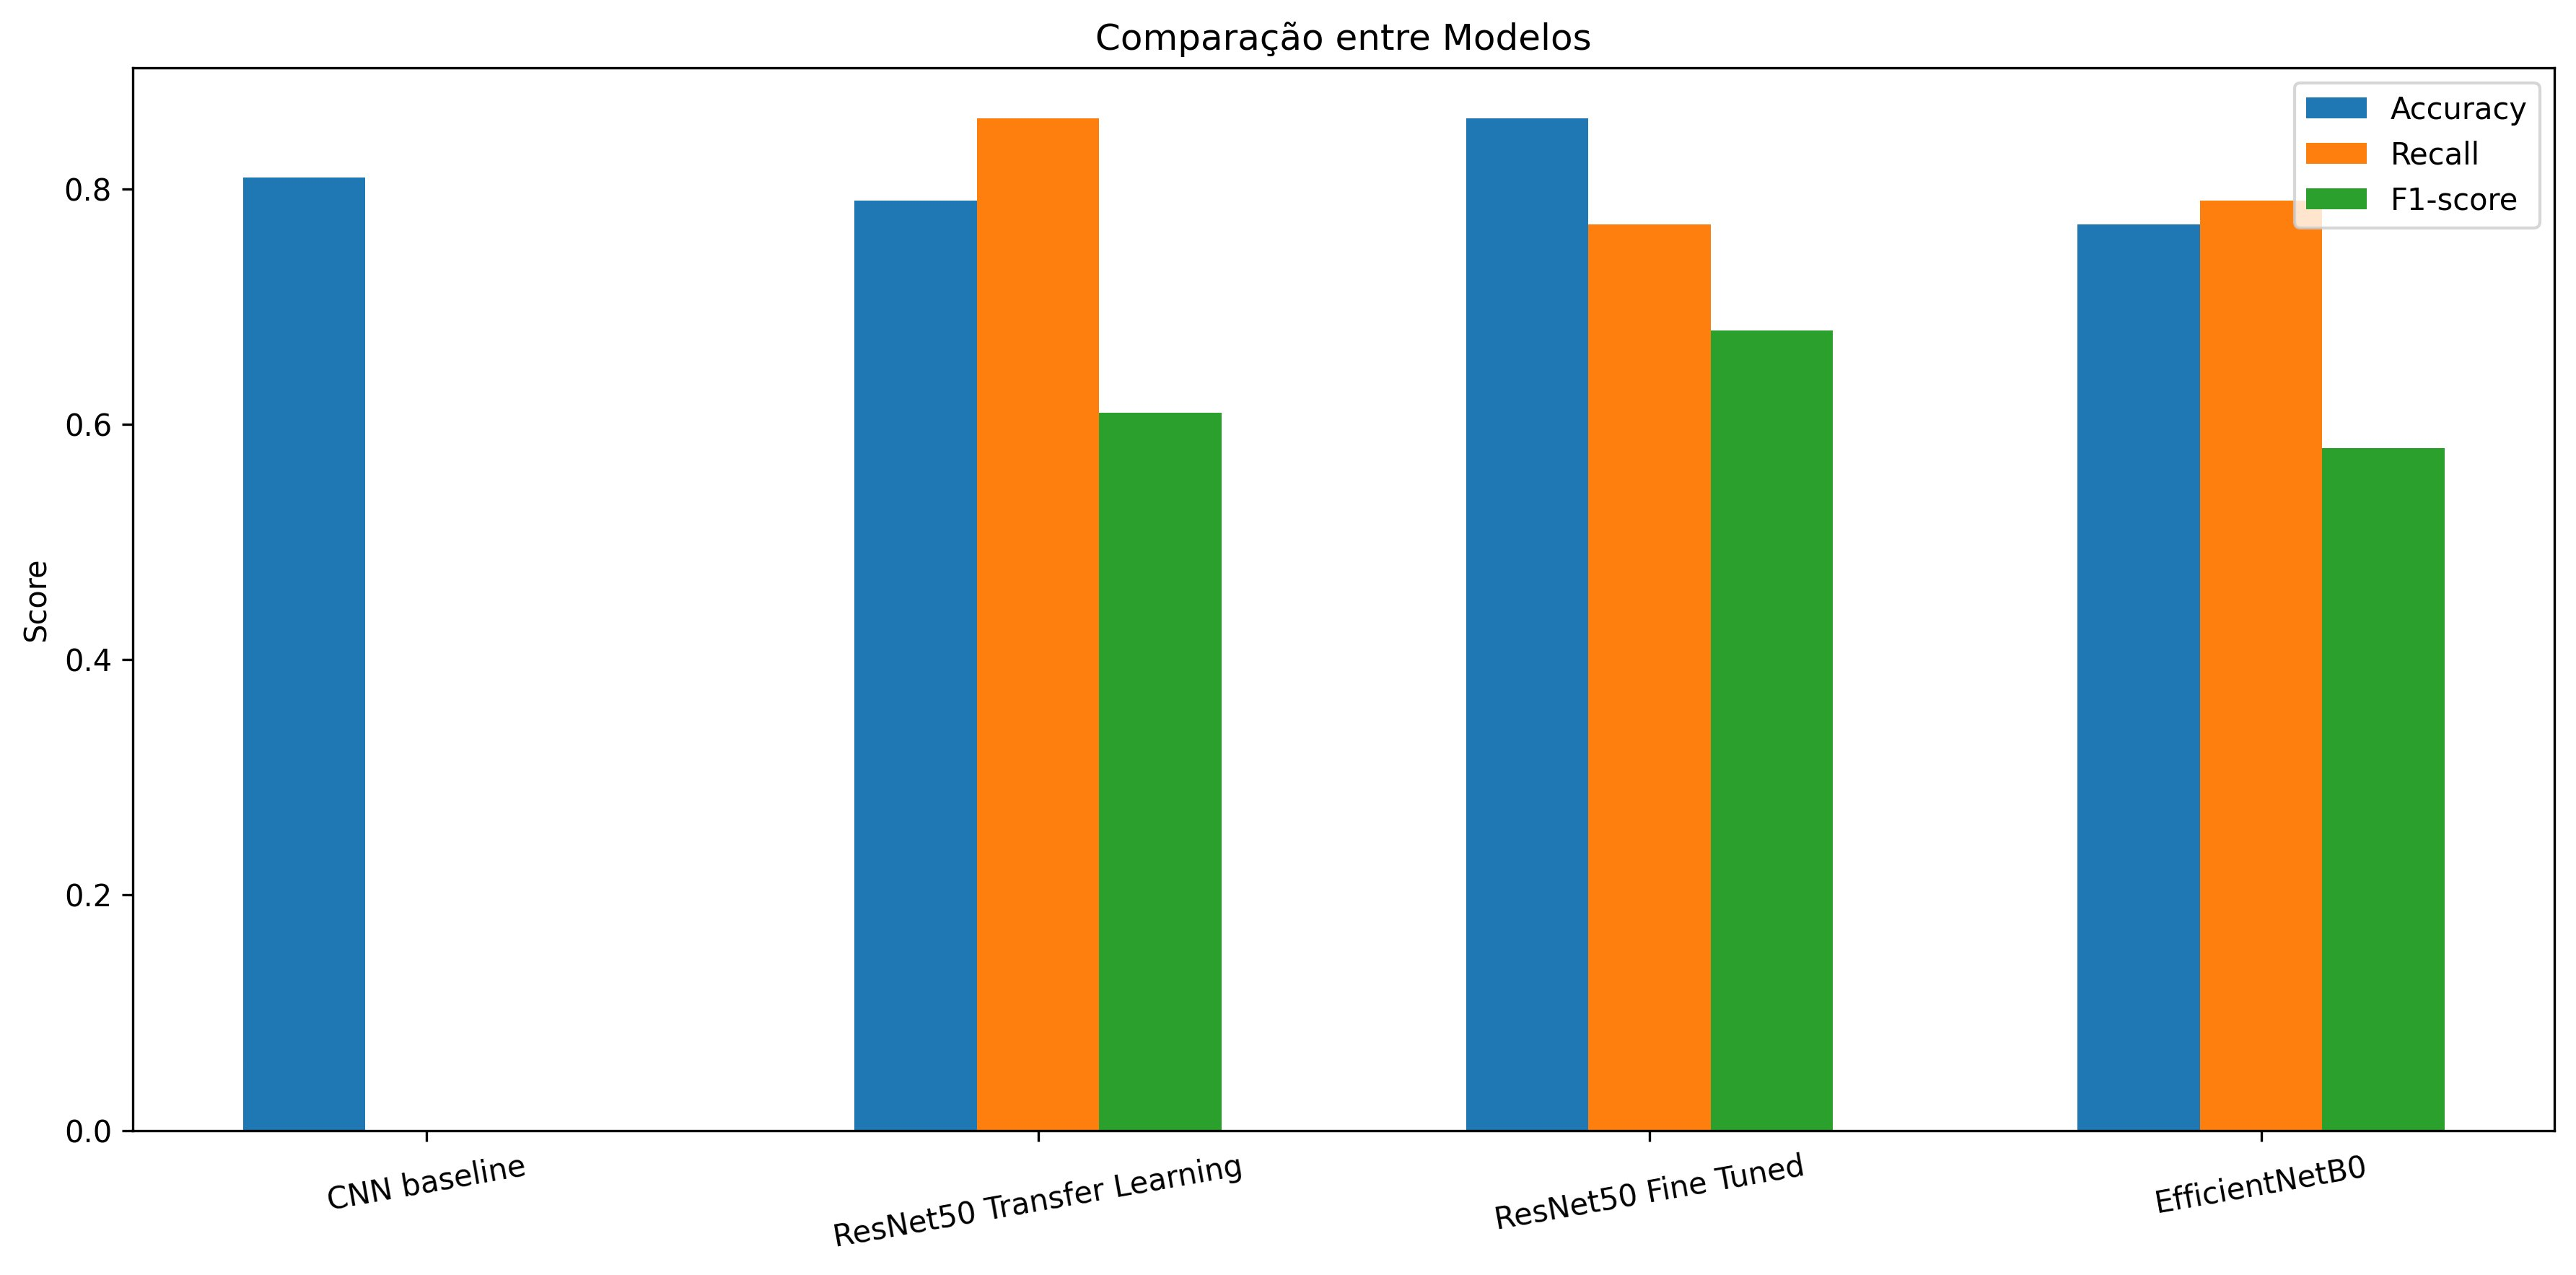 Comparação entre Modelos
Accuracy
Recall
F1-score
Score
0.8
0.6
0.4
0.2
0.0
CNN baseline
ResNet50 Transfer Learning
ResNet50 Fine Tuned
EfficientNetB0